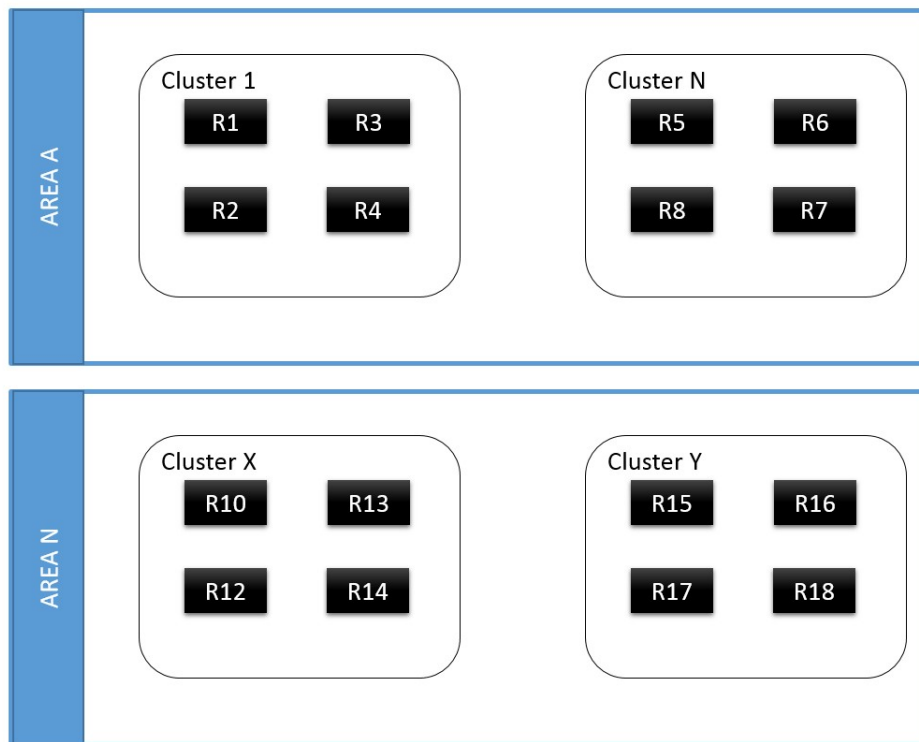 AREA A
Cluster 1
R1 R3
R2 R4
Cluster N
R5 R6
R8 R7
AREA N
Cluster X
R10 R13
R12 R14
Cluster Y
R15 R16
R17 R18